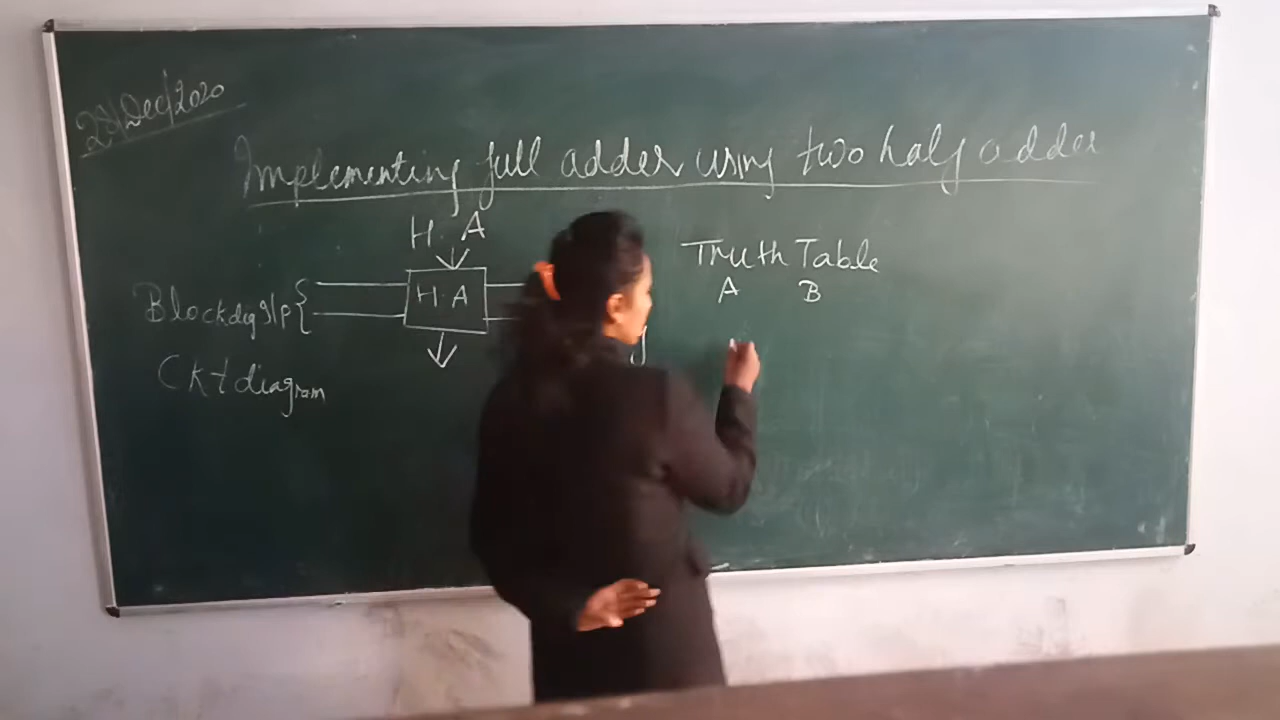 28/Dec/2020
Implementing full adder using two half adder
H. A
Truth Table
A B
Block dig I/p
H.A
y
Ckt diagram